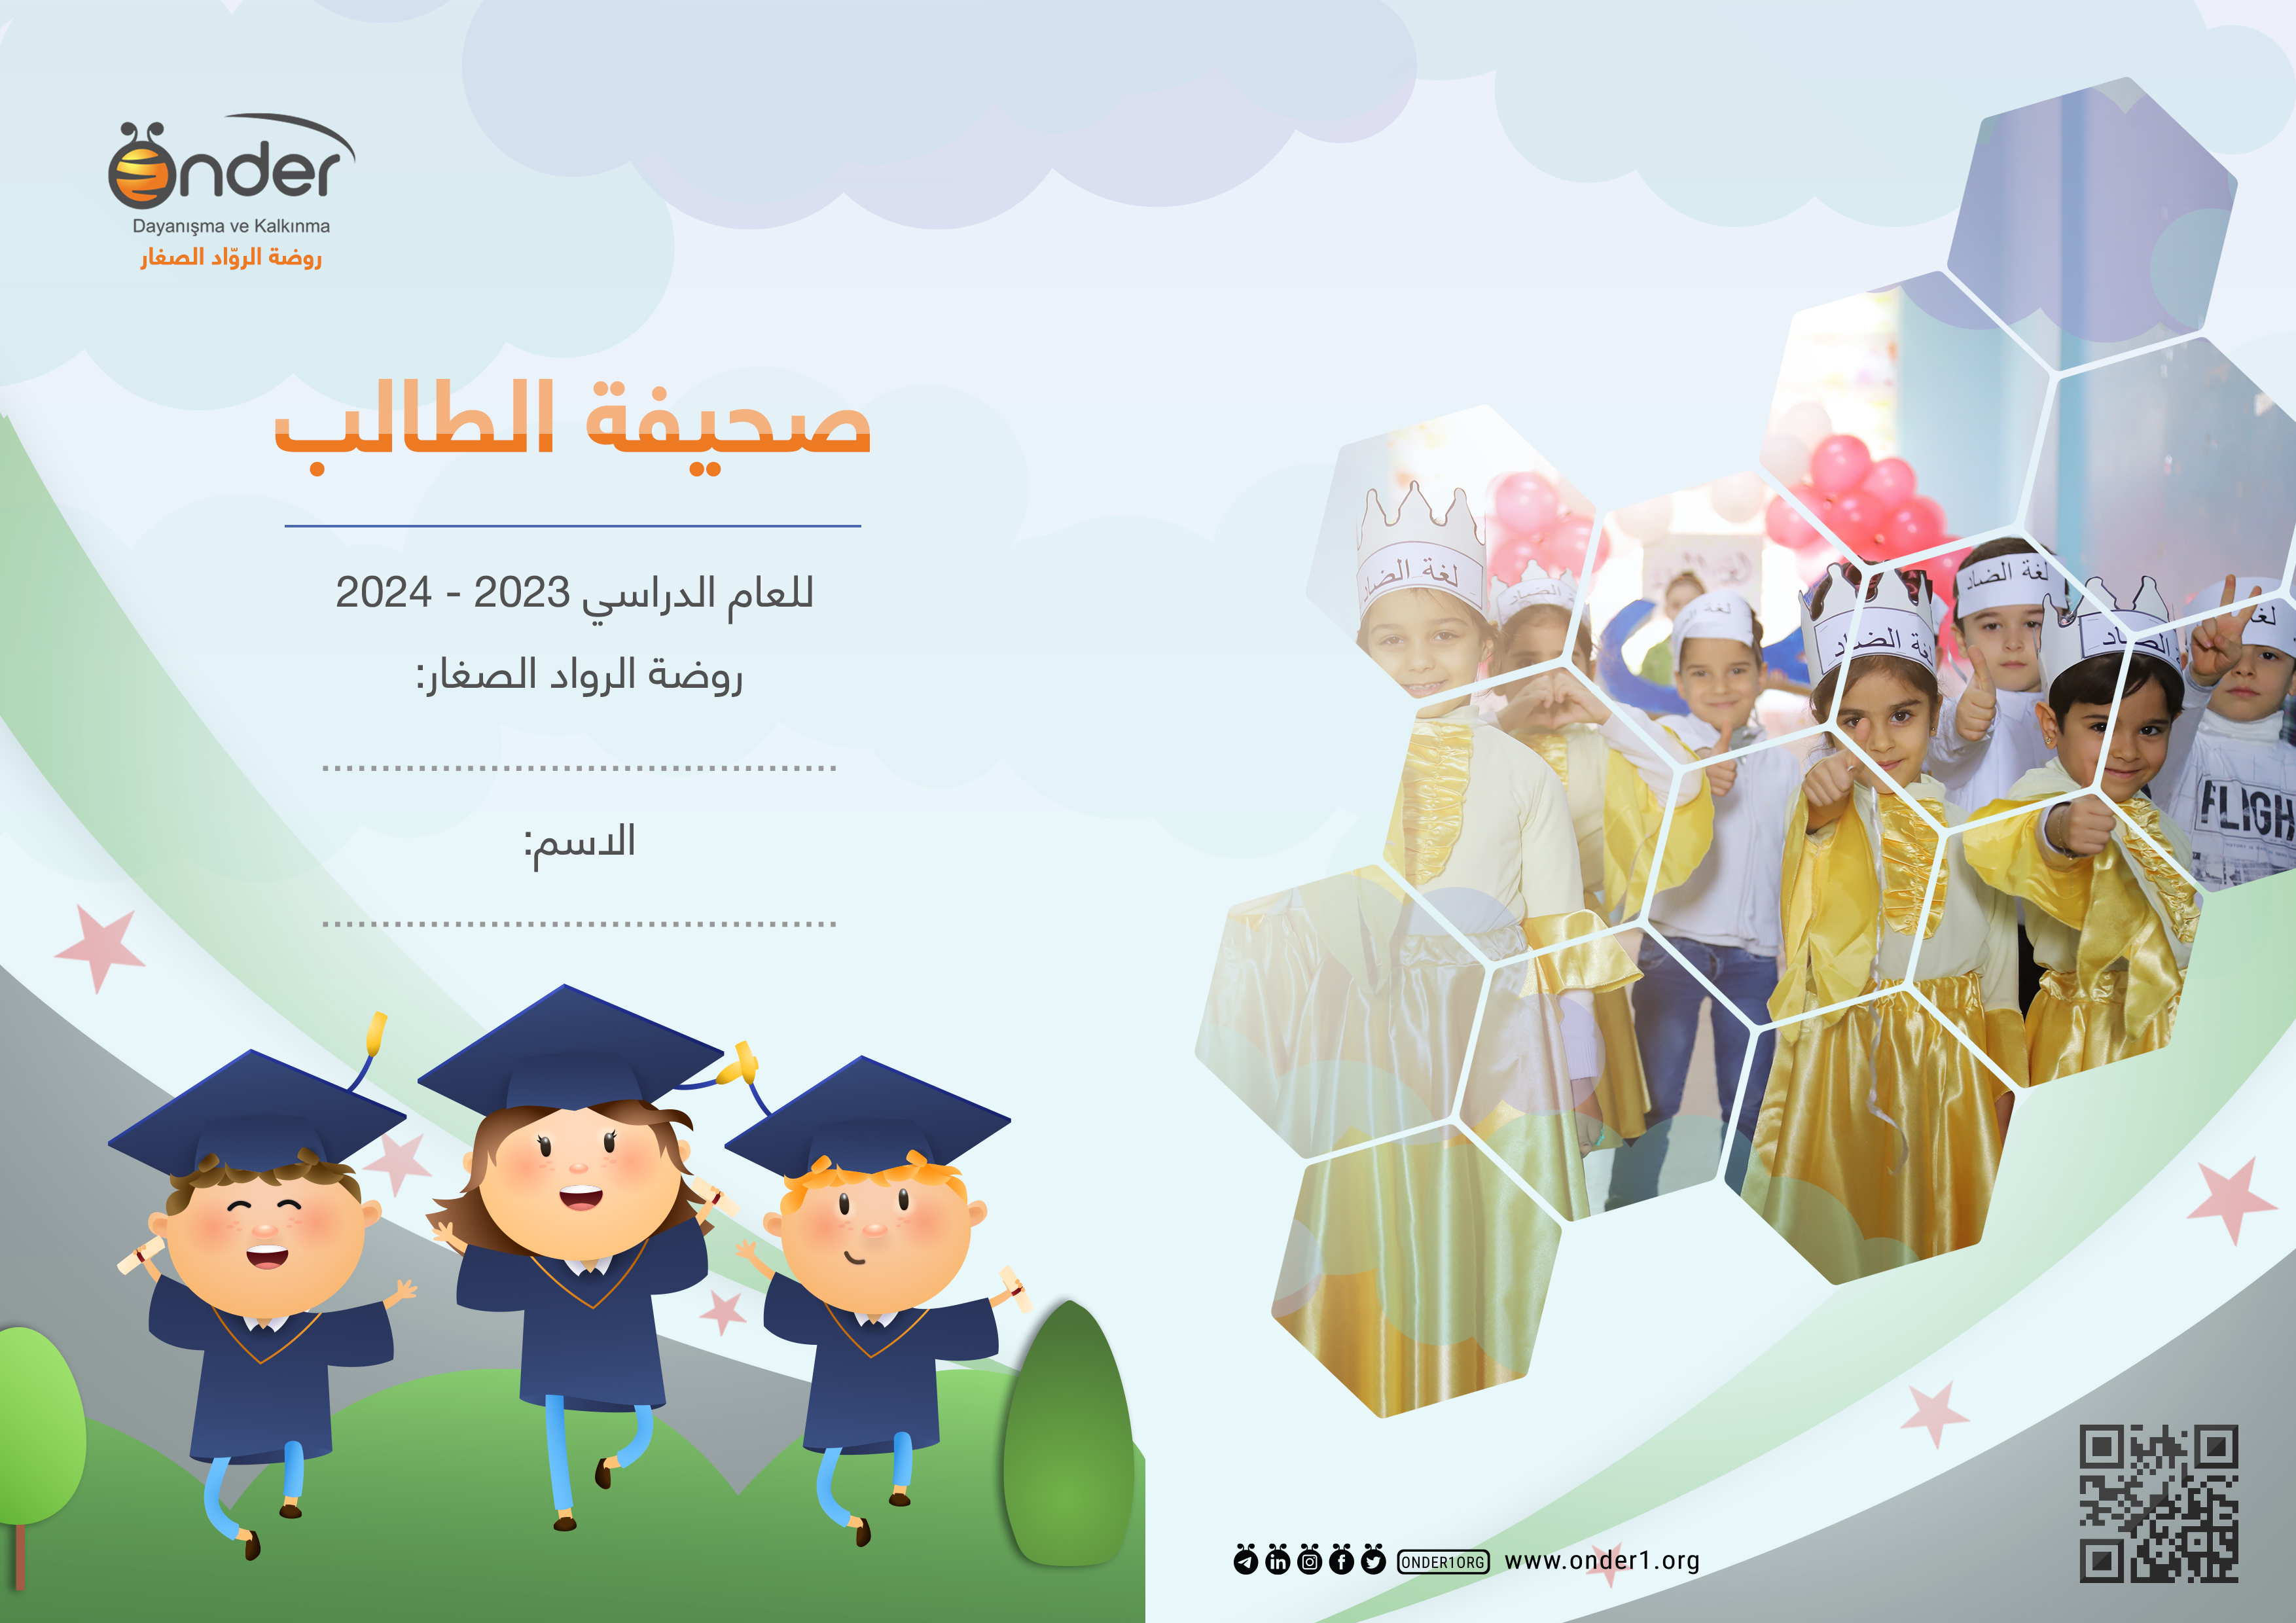 önder
Dayanışma ve Kalkınma
روضة الروّاد الصغار
صحيفة الطالب
للعام الدراسي 2023 - 2024
روضة الرواد الصغار:
الاسم:
لغة الضاد
لغة الضاد
لغة الضاد
لغة الضاد
الضاد
FLIGH
ONDER1ORG
www.onder1.org